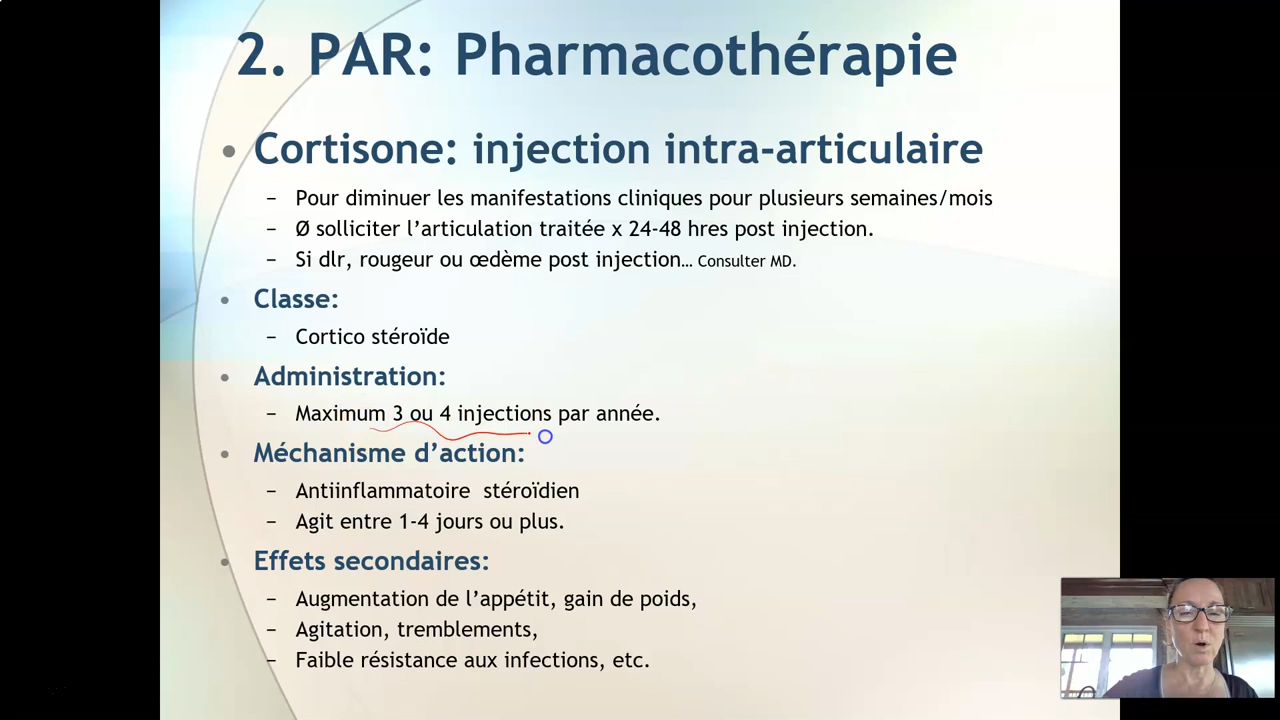 2. PAR: Pharmacothérapie
• Cortisone: injection intra-articulaire
– Pour diminuer les manifestations cliniques pour plusieurs semaines/mois
– Ø solliciter l’articulation traitée x 24-48 hres post injection.
– Si dlr, rougeur ou œdème post injection… Consulter MD.
• Classe:
– Cortico stéroïde
• Administration:
– Maximum 3 ou 4 injections par année.
• Méchanisme d’action:
– Antiinflammatoire  stéroïdien
– Agit entre 1-4 jours ou plus.
• Effets secondaires:
– Augmentation de l’appétit, gain de poids,
– Agitation, tremblements,
– Faible résistance aux infections, etc.